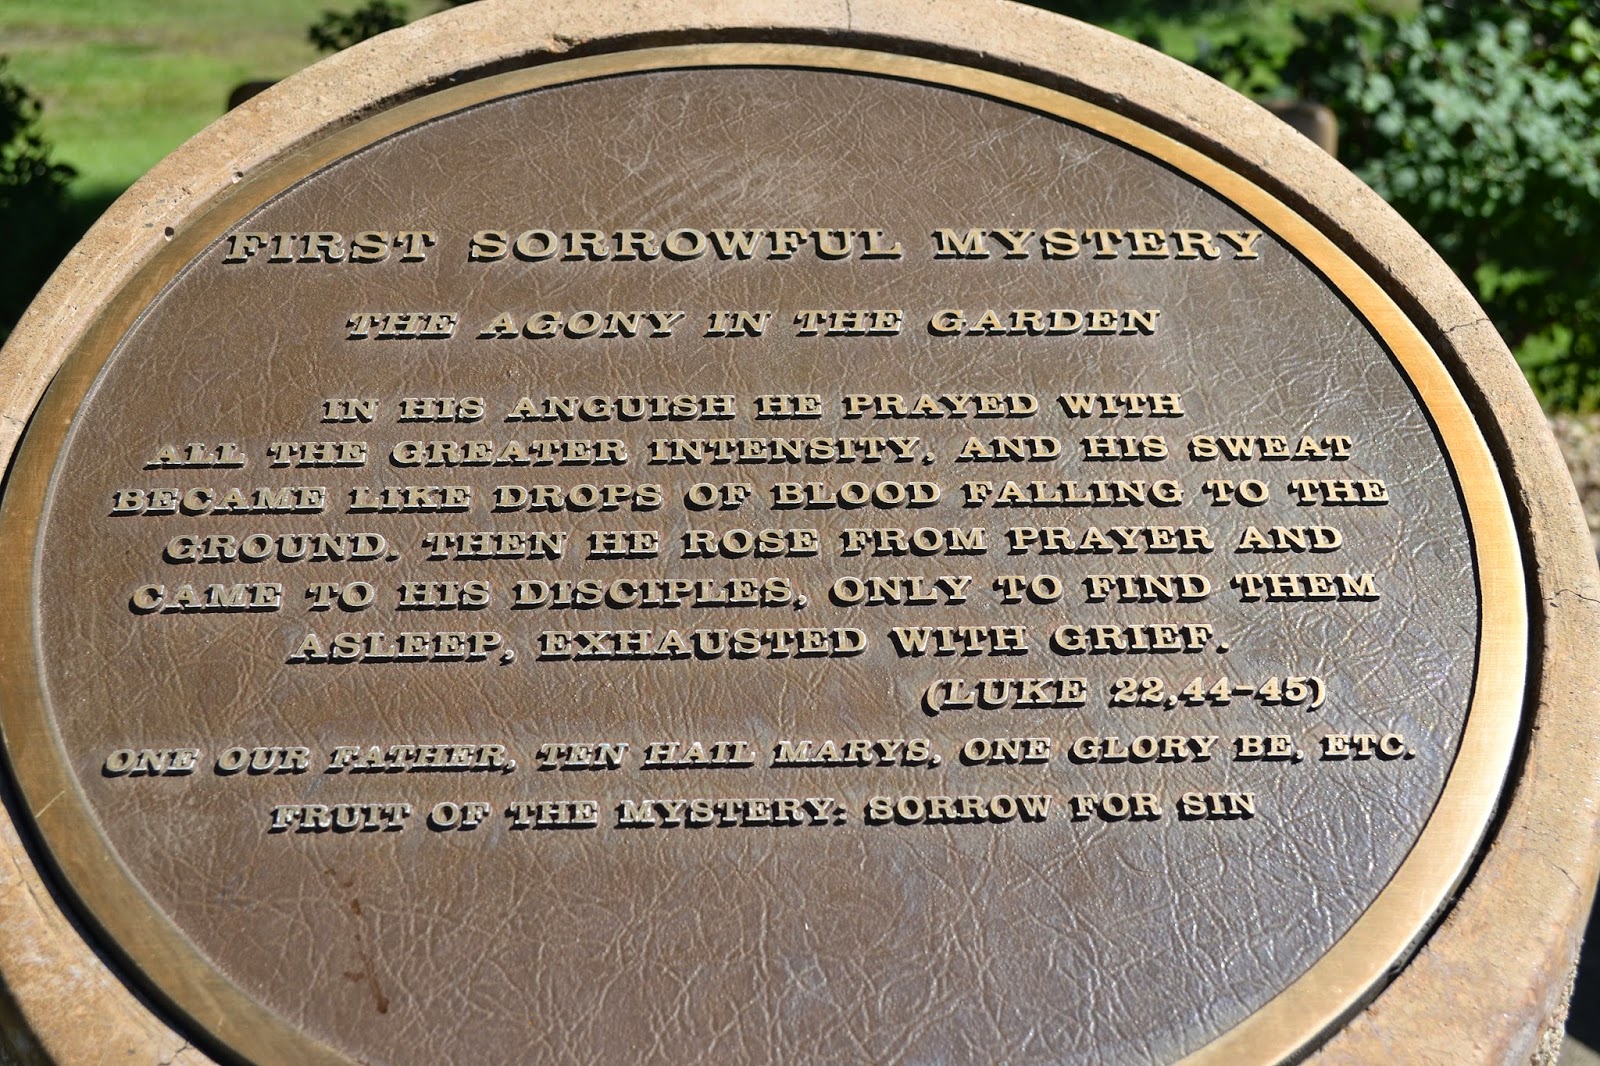 FIRST SORROWFUL MYSTERY
THE AGONY IN THE GARDEN
IN HIS ANGUISH HE PRAYED WITH
ALL THE GREATER INTENSITY, AND HIS SWEAT
BECAME LIKE DROPS OF BLOOD FALLING TO THE
GROUND. THEN HE ROSE FROM PRAYER AND
CAME TO HIS DISCIPLES, ONLY TO FIND THEM
ASLEEP, EXHAUSTED WITH GRIEF.
(LUKE 22,44-45)
ONE OUR FATHER, TEN HAIL MARYS, ONE GLORY BE, ETC.
FRUIT OF THE MYSTERY: SORROW FOR SIN